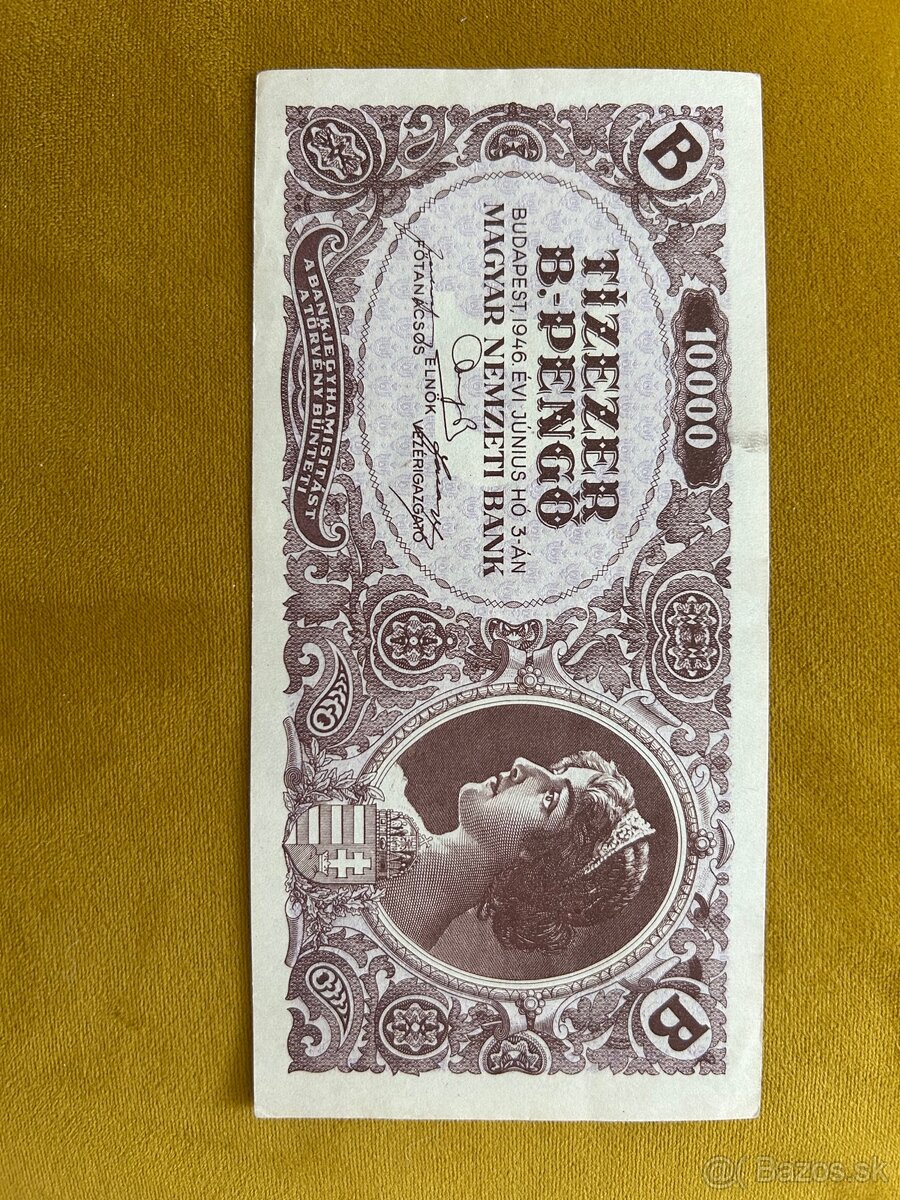 B
10000
B
TÍZEZER
B.-PENGŐ
BUDAPEST, 1946. ÉVI JÚNIUS HÓ 3-ÁN
MAGYAR NEMZETI BANK
ELNÖK
FŐTANÁCSOS VEZÉRIGAZGATÓ
A BANKJEGYHAMISÍTÁST
A TÖRVÉNY BÜNTETI
Bazos.sk